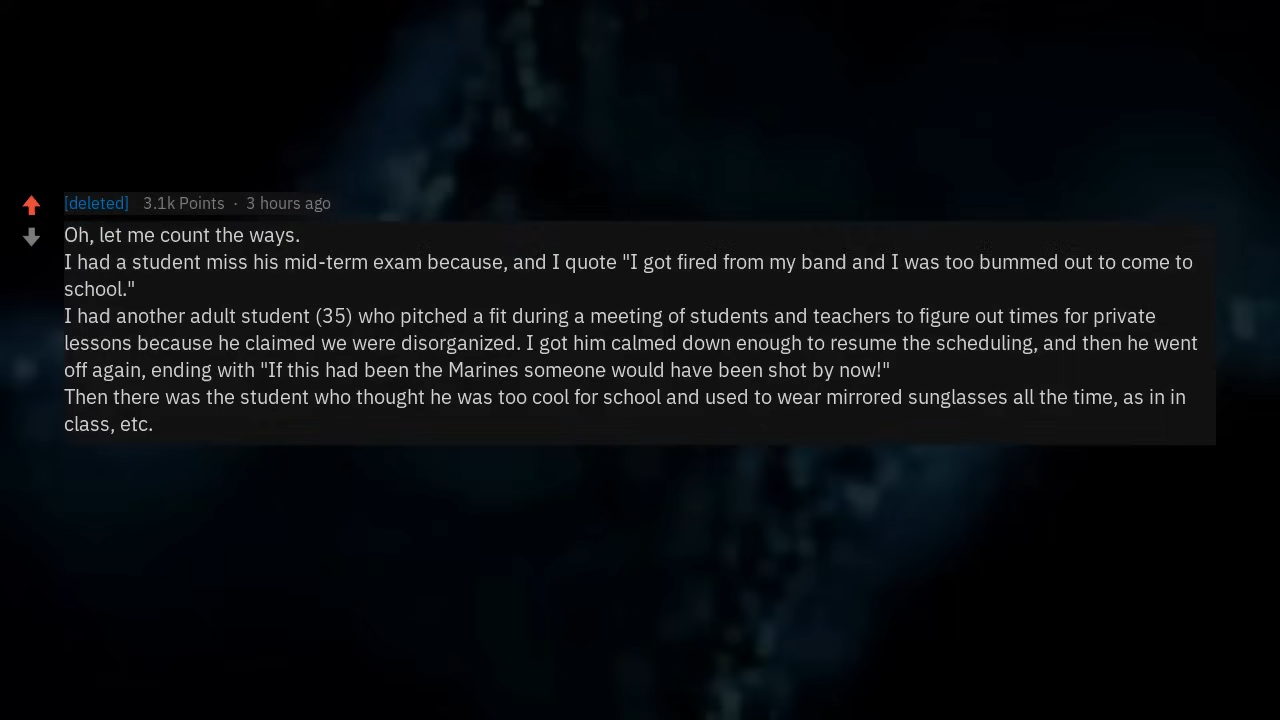 [deleted] 3.1k Points · 3 hours ago
Oh, let me count the ways.
I had a student miss his mid-term exam because, and I quote "I got fired from my band and I was too bummed out to come to
school."
I had another adult student (35) who pitched a fit during a meeting of students and teachers to figure out times for private
lessons because he claimed we were disorganized. I got him calmed down enough to resume the scheduling, and then he went
off again, ending with "If this had been the Marines someone would have been shot by now!"
Then there was the student who thought he was too cool for school and used to wear mirrored sunglasses all the time, as in in
class, etc.